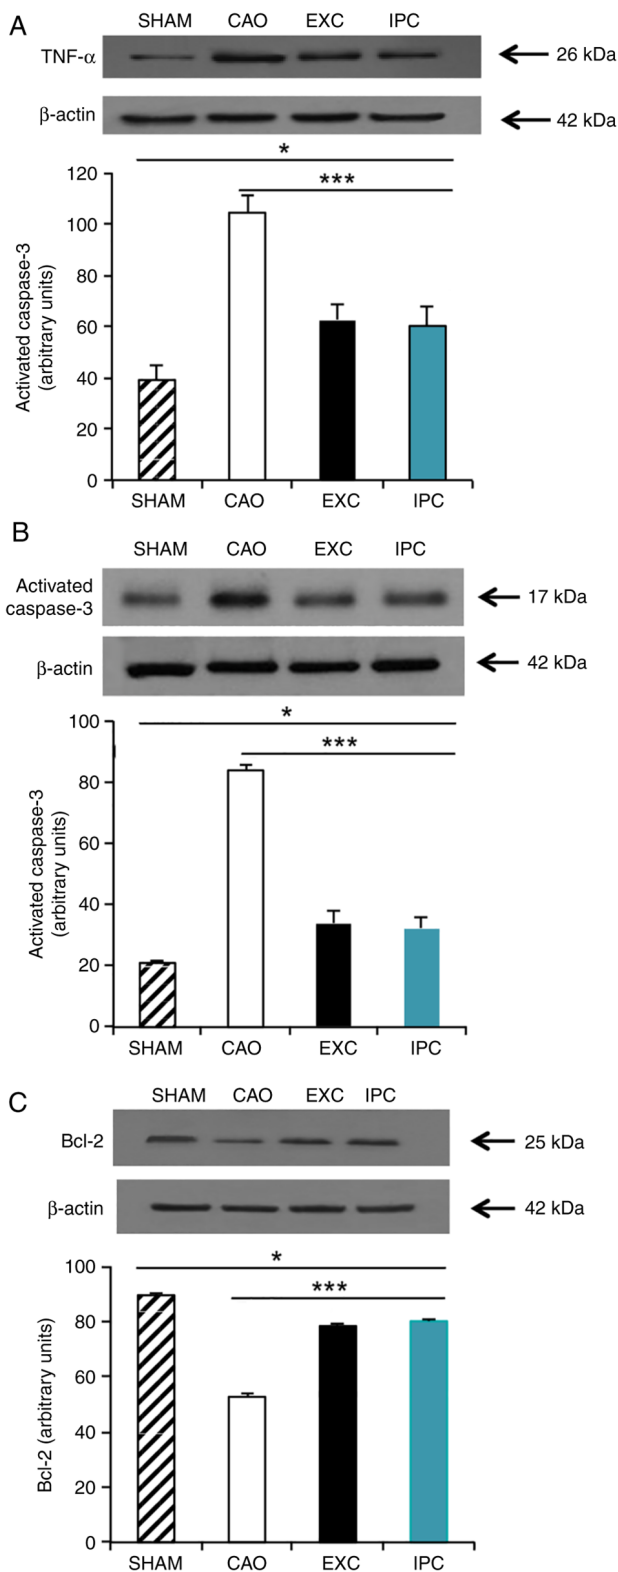 A
SHAM CAO EXC IPC
TNF-α
26 kDa
β-actin
42 kDa
*
***
120
100
80
60
40
20
0
Activated caspase-3
(arbitrary units)
SHAM CAO EXC IPC
B
SHAM CAO EXC IPC
Activated
caspase-3
17 kDa
β-actin
42 kDa
*
***
100
80
60
40
20
0
Activated caspase-3
(arbitrary units)
SHAM CAO EXC IPC
C
SHAM CAO EXC IPC
Bcl-2
25 kDa
β-actin
42 kDa
*
***
100
80
60
40
20
0
Bcl-2 (arbitrary units)
SHAM CAO EXC IPC